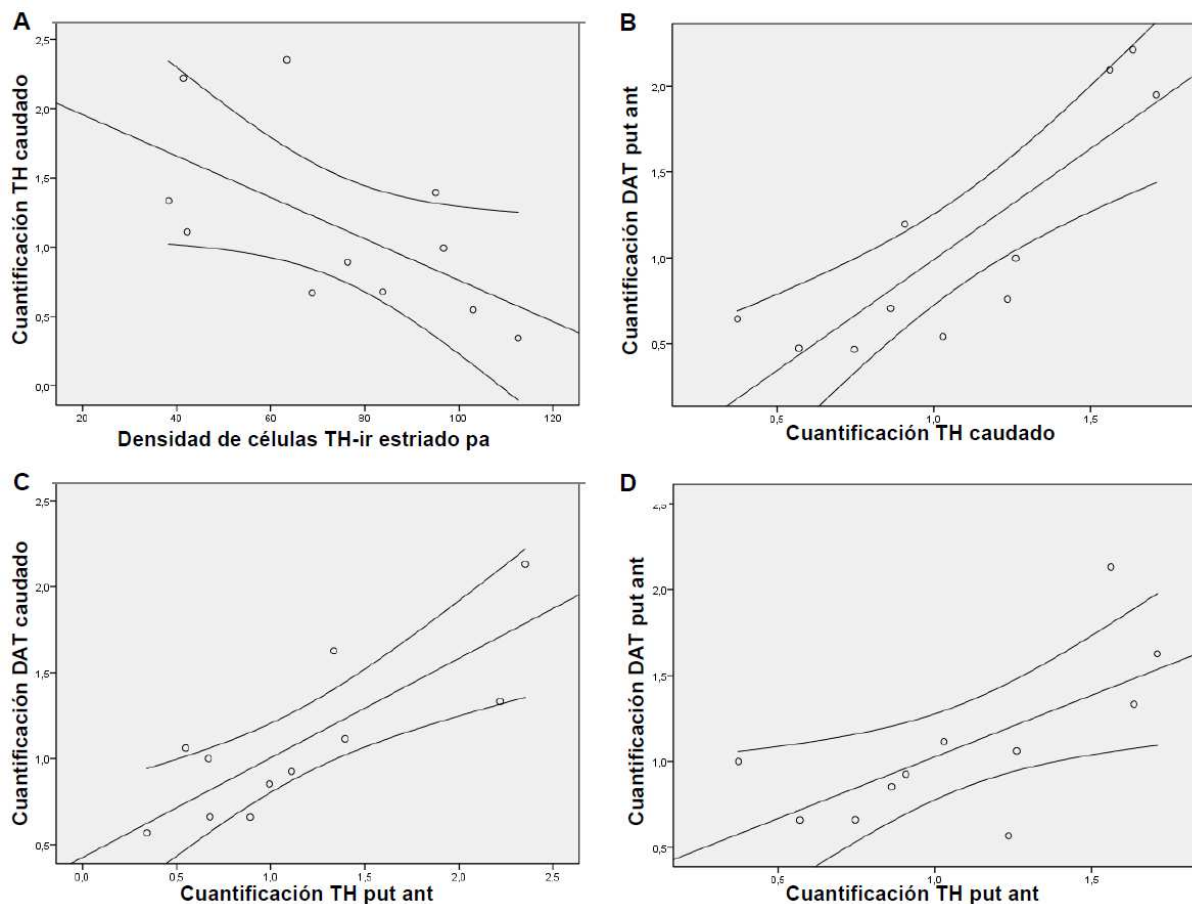 A
Cuantificación TH caudado
2,5
2,0
1,5
1,0
0,5
0,0
20 40 60 80 100 120
Densidad de células TH-ir estriado pa
B
Cuantificación DAT put ant
2,0
1,5
1,0
0,5
0,5 1,0 1,5
Cuantificación TH caudado
C
Cuantificación DAT caudado
2,5
2,0
1,5
1,0
0,5
0,0 0,5 1,0 1,5 2,0 2,5
Cuantificación TH put ant
D
Cuantificación DAT put ant
2,5
2,0
1,5
1,0
0,5
0,5 1,0 1,5
Cuantificación TH put ant